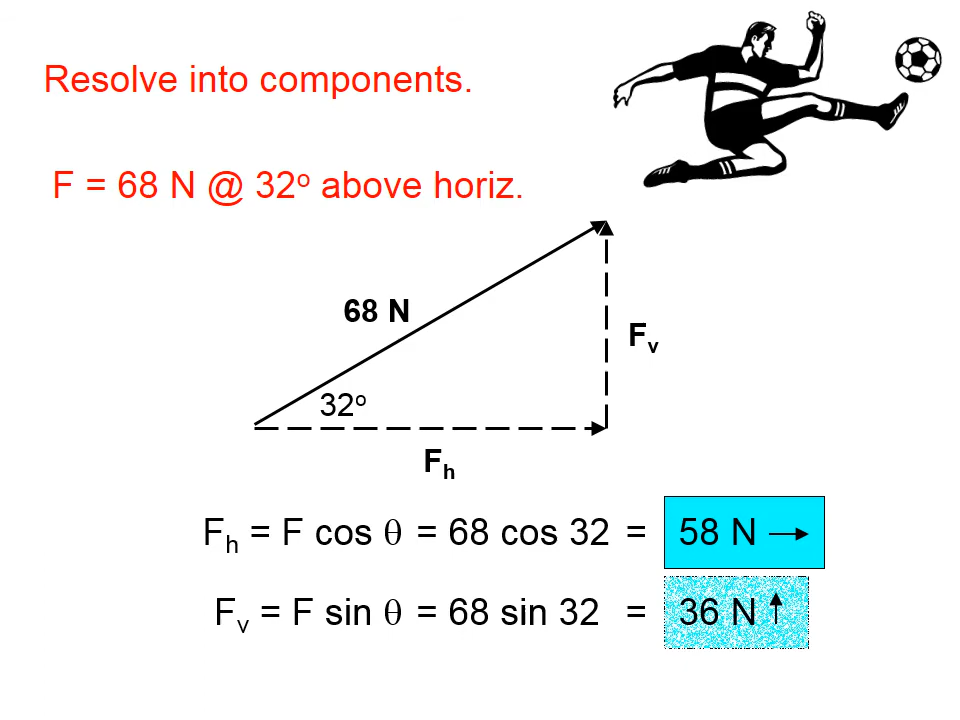 Resolve into components.
F = 68 N @ 32º above horiz.
68 N
Fᵥ
32º
Fₕ
Fₕ = F cos θ = 68 cos 32 = 58 N →
Fᵥ = F sin θ = 68 sin 32 = 36 N ↑